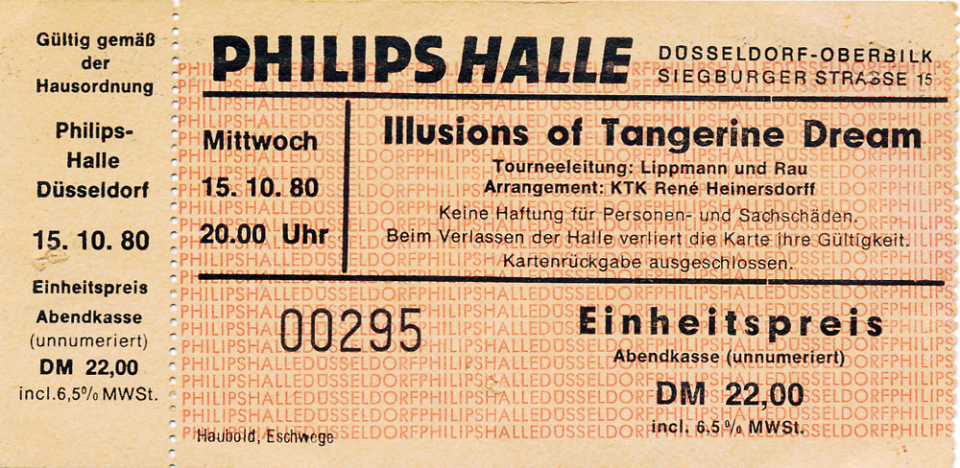 Gültig gemäß
der
Hausordnung
Philips-
Halle
Düsseldorf
15. 10. 80
Einheitspreis
Abendkasse
(unnumeriert)
DM 22,00
incl. 6,5% MWSt.
PHILIPS HALLE
DÜSSELDORF-OBERBILK
SIEGBURGER STRASSE 15
Mittwoch
15. 10. 80
20.00 Uhr
Illusions of Tangerine Dream
Tourneeleitung: Lippmann und Rau
Arrangement: KTK René Heinersdorff
Keine Haftung für Personen- und Sachschäden.
Beim Verlassen der Halle verliert die Karte ihre Gültigkeit.
Kartenrückgabe ausgeschlossen.
00295
Einheitspreis
Abendkasse (unnumeriert)
DM 22,00
incl. 6,5% MWSt.
Haubold, Eschwege